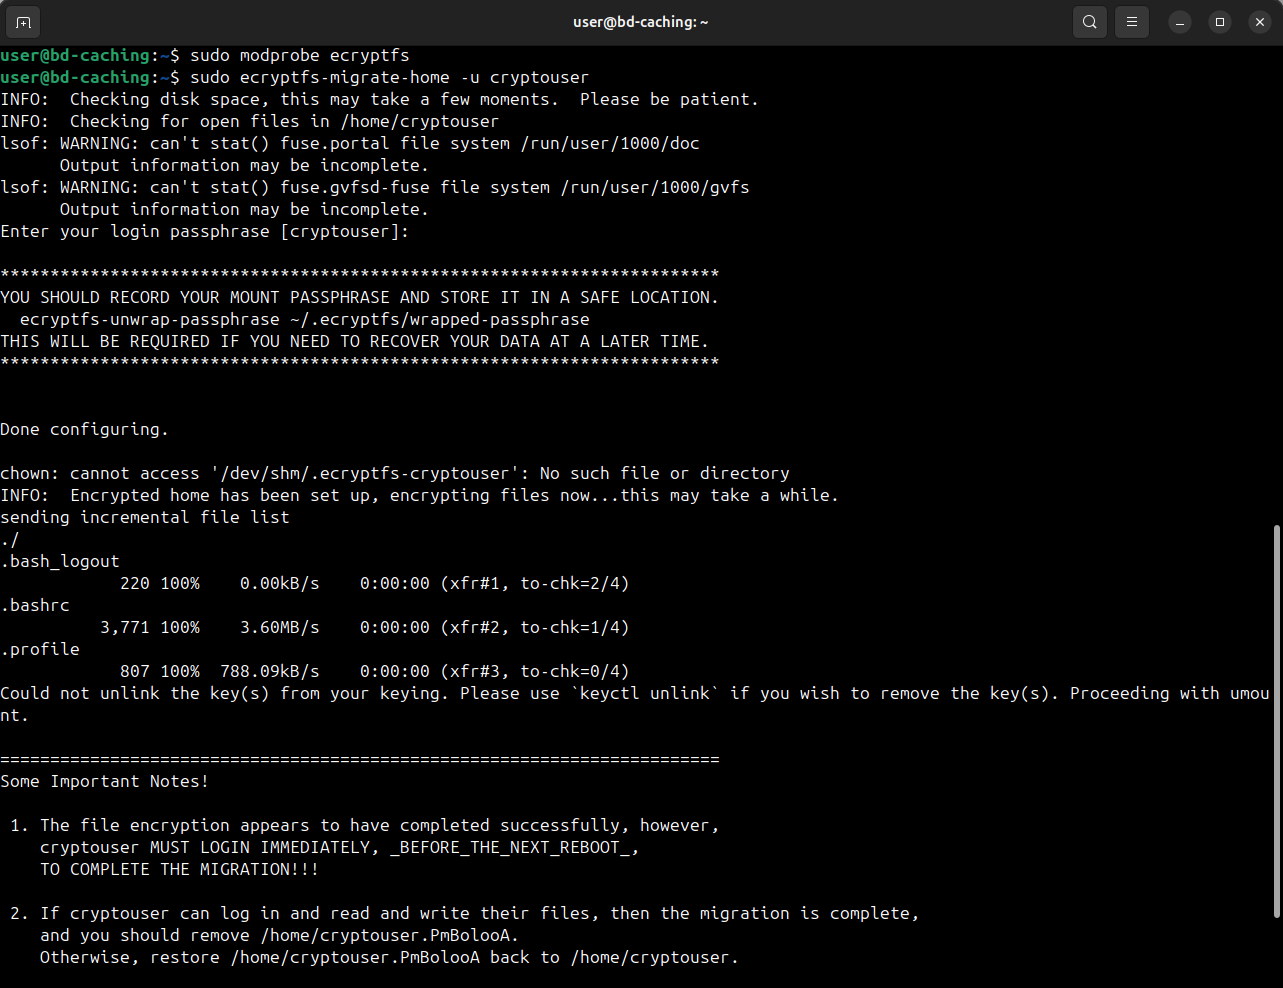 user@bd-caching: ~
user@bd-caching:~$ sudo modprobe ecryptfs
user@bd-caching:~$ sudo ecryptfs-migrate-home -u cryptouser
INFO:  Checking disk space, this may take a few moments.  Please be patient.
INFO:  Checking for open files in /home/cryptouser
lsof: WARNING: can't stat() fuse.portal file system /run/user/1000/doc
      Output information may be incomplete.
lsof: WARNING: can't stat() fuse.gvfsd-fuse file system /run/user/1000/gvfs
      Output information may be incomplete.
Enter your login passphrase [cryptouser]:
************************************************************************
YOU SHOULD RECORD YOUR MOUNT PASSPHRASE AND STORE IT IN A SAFE LOCATION.
  ecryptfs-unwrap-passphrase ~/.ecryptfs/wrapped-passphrase
THIS WILL BE REQUIRED IF YOU NEED TO RECOVER YOUR DATA AT A LATER TIME.
************************************************************************
Done configuring.
chown: cannot access '/dev/shm/.ecryptfs-cryptouser': No such file or directory
INFO:  Encrypted home has been set up, encrypting files now...this may take a while.
sending incremental file list
./
.bash_logout
            220 100%    0.00kB/s    0:00:00 (xfr#1, to-chk=2/4)
.bashrc
          3,771 100%    3.60MB/s    0:00:00 (xfr#2, to-chk=1/4)
.profile
            807 100%  788.09kB/s    0:00:00 (xfr#3, to-chk=0/4)
Could not unlink the key(s) from your keying. Please use `keyctl unlink` if you wish to remove the key(s). Proceeding with umou
nt.
========================================================================
Some Important Notes!
 1. The file encryption appears to have completed successfully, however,
    cryptouser MUST LOGIN IMMEDIATELY, _BEFORE_THE_NEXT_REBOOT_,
    TO COMPLETE THE MIGRATION!!!
 2. If cryptouser can log in and read and write their files, then the migration is complete,
    and you should remove /home/cryptouser.PmBolooA.
    Otherwise, restore /home/cryptouser.PmBolooA back to /home/cryptouser.